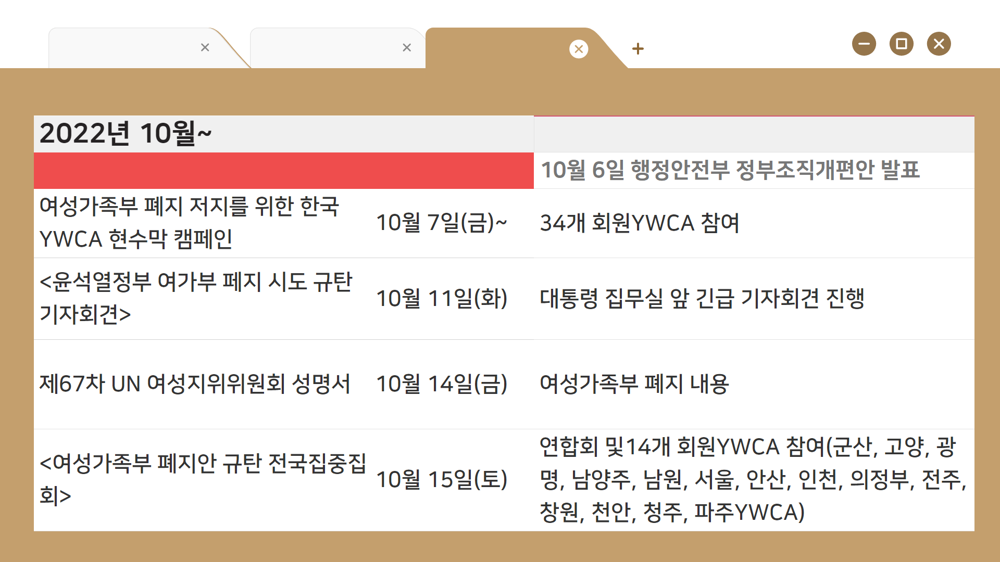 2022년 10월~
10월 6일 행정안전부 정부조직개편안 발표
여성가족부 폐지 저지를 위한 한국
YWCA 현수막 캠페인
10월 7일(금)~
34개 회원YWCA 참여
<윤석열정부 여가부 페지 시도 규탄
기자회견>
10월 11일(화)
대통령 집무실 앞 긴급 기자회견 진행
제67차 UN 여성지위위원회 성명서
10월 14일(금)
여성가족부 폐지 내용
<여성가족부 폐지안 규탄 전국집중집
회>
10월 15일(토)
연합회 및14개 회원YWCA 참여(군산, 고양, 광
명, 남양주, 남원, 서울, 안산, 인천, 의정부, 전주,
창원, 천안, 청주, 파주YWCA)